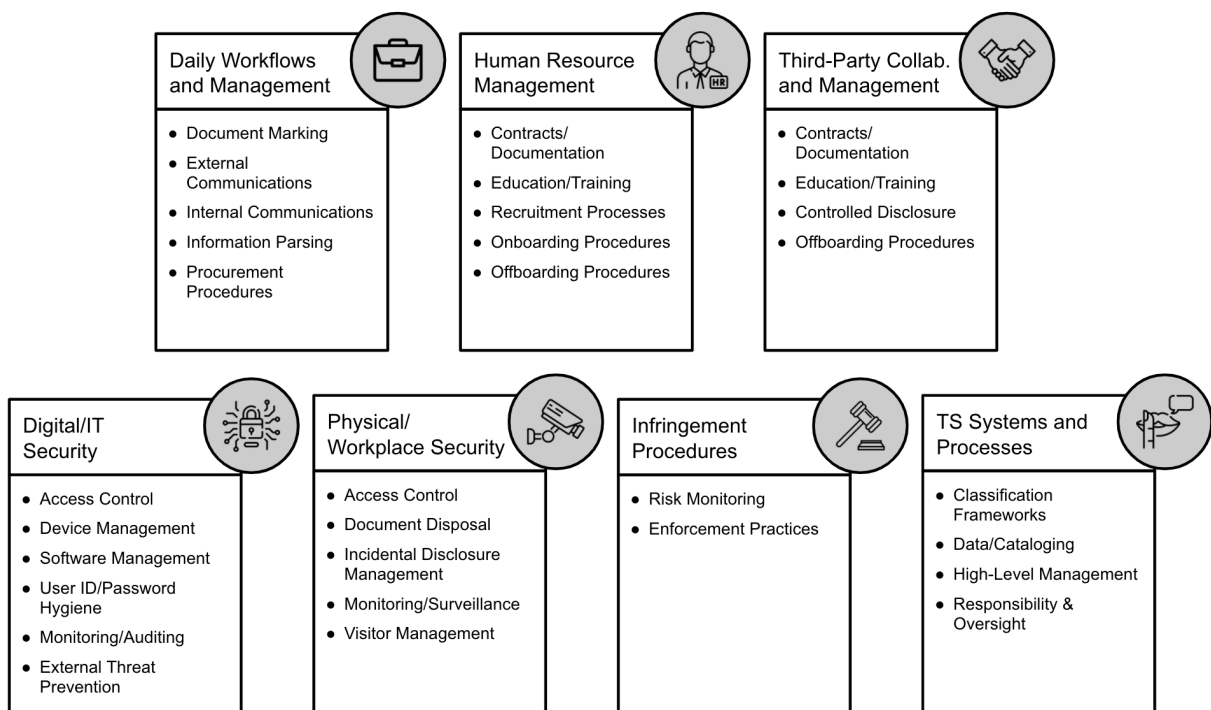 Daily Workflows
and Management
● Document Marking
● External
Communications
● Internal Communications
● Information Parsing
● Procurement
Procedures
Human Resource
Management
HR
● Contracts/
Documentation
● Education/Training
● Recruitment Processes
● Onboarding Procedures
● Offboarding Procedures
Third-Party Collab.
and Management
● Contracts/
Documentation
● Education/Training
● Controlled Disclosure
● Offboarding Procedures
Digital/IT
Security
● Access Control
● Device Management
● Software Management
● User ID/Password
Hygiene
● Monitoring/Auditing
● External Threat
Prevention
Physical/
Workplace Security
● Access Control
● Document Disposal
● Incidental Disclosure
Management
● Monitoring/Surveillance
● Visitor Management
Infringement
Procedures
● Risk Monitoring
● Enforcement Practices
TS Systems and
Processes
● Classification
Frameworks
● Data/Cataloging
● High-Level Management
● Responsibility &
Oversight